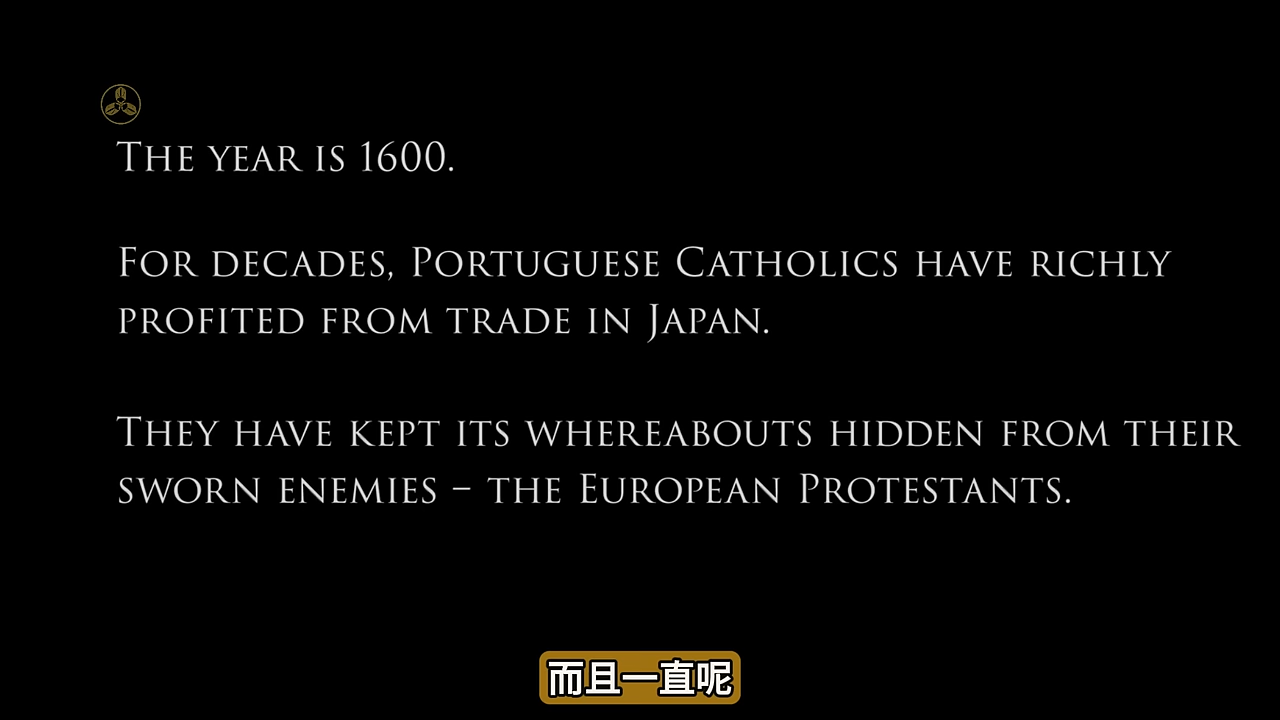 The year is 1600.
For decades, Portuguese Catholics have richly
profited from trade in Japan.
They have kept its whereabouts hidden from their
sworn enemies – the European Protestants.
而且一直呢